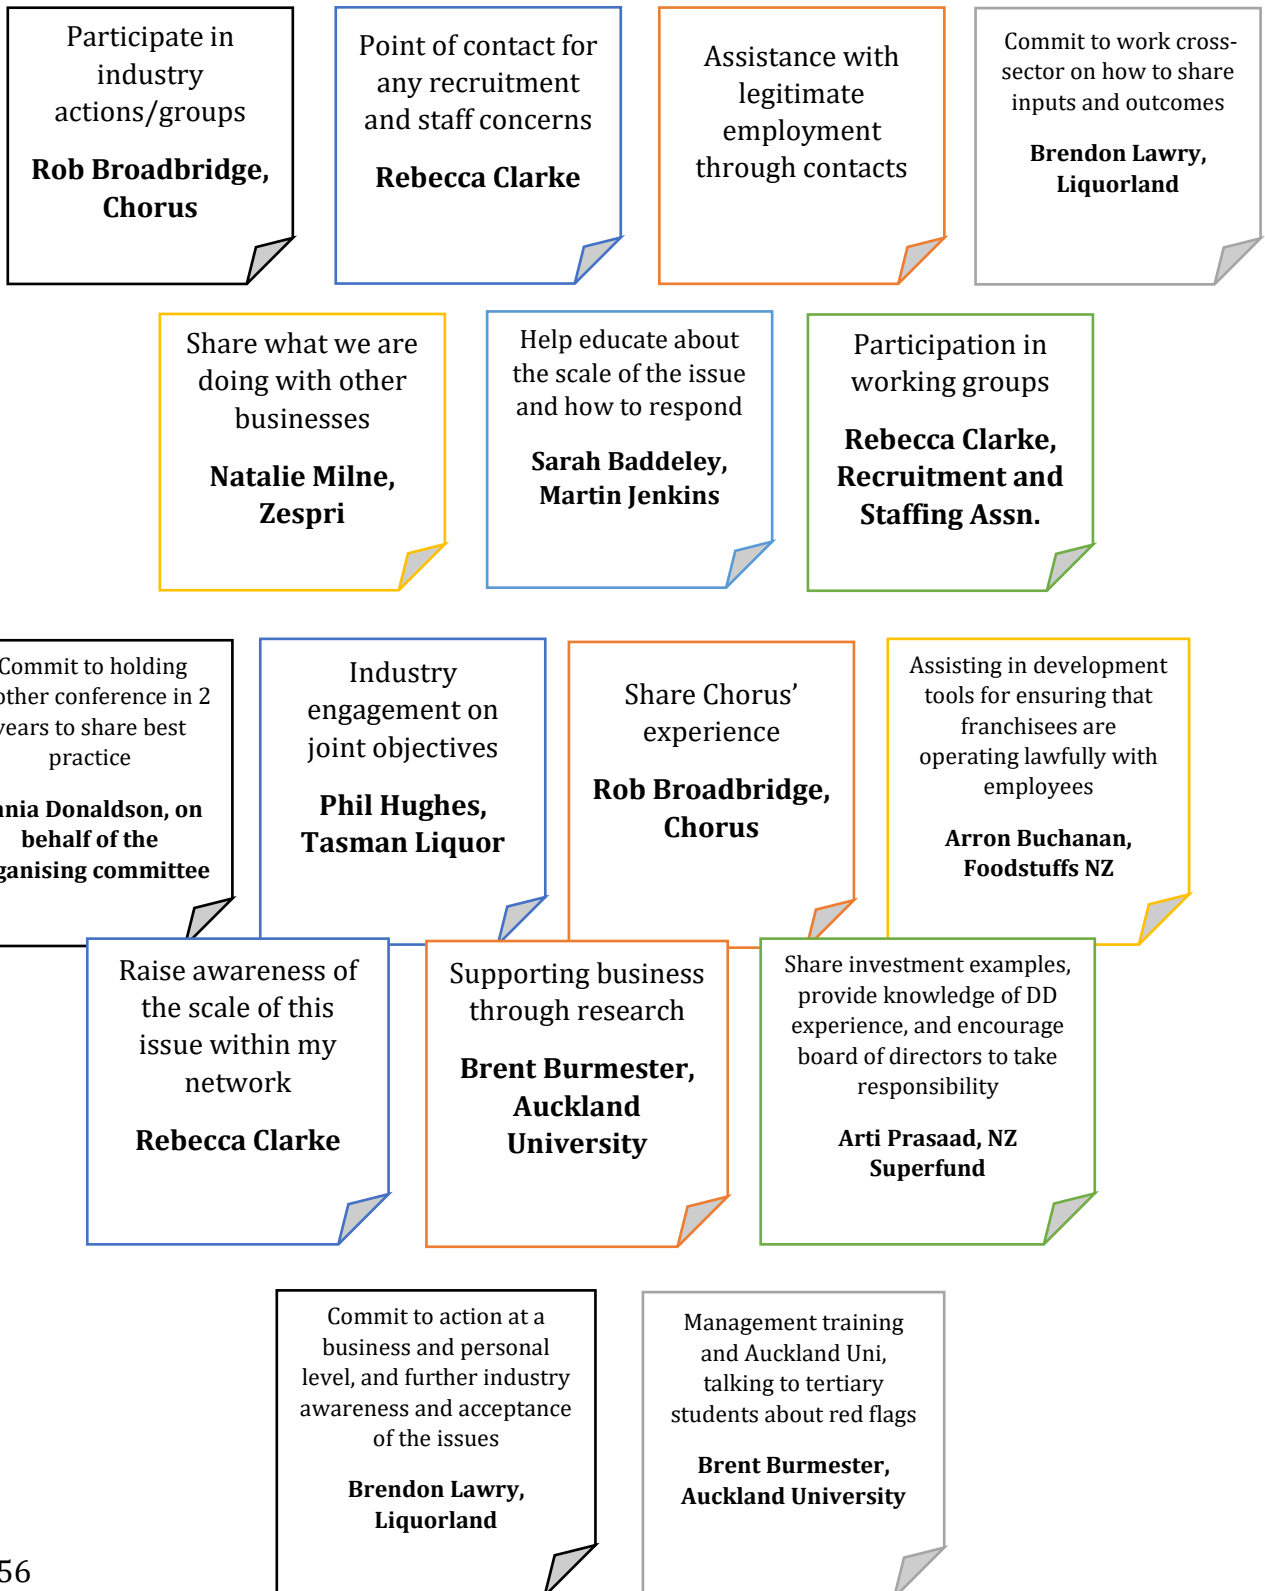 Participate in
industry
actions/groups
Rob Broadbridge,
Chorus
Point of contact for
any recruitment
and staff concerns
Rebecca Clarke
Assistance with
legitimate
employment
through contacts
Commit to work cross-
sector on how to share
inputs and outcomes
Brendon Lawry,
Liquorland
Share what we are
doing with other
businesses
Natalie Milne,
Zespri
Help educate about
the scale of the issue
and how to respond
Sarah Baddeley,
Martin Jenkins
Participation in
working groups
Rebecca Clarke,
Recruitment and
Staffing Assn.
Commit to holding
other conference in 2
years to share best
practice
nia Donaldson, on
behalf of the
ganising committee
Industry
engagement on
joint objectives
Phil Hughes,
Tasman Liquor
Share Chorus’
experience
Rob Broadbridge,
Chorus
Assisting in development
tools for ensuring that
franchisees are
operating lawfully with
employees
Arron Buchanan,
Foodstuffs NZ
Raise awareness of
the scale of this
issue within my
network
Rebecca Clarke
Supporting business
through research
Brent Burmester,
Auckland
University
Share investment examples,
provide knowledge of DD
experience, and encourage
board of directors to take
responsibility
Arti Prasaad, NZ
Superfund
Commit to action at a
business and personal
level, and further industry
awareness and acceptance
of the issues
Brendon Lawry,
Liquorland
Management training
and Auckland Uni,
talking to tertiary
students about red flags
Brent Burmester,
Auckland University
56